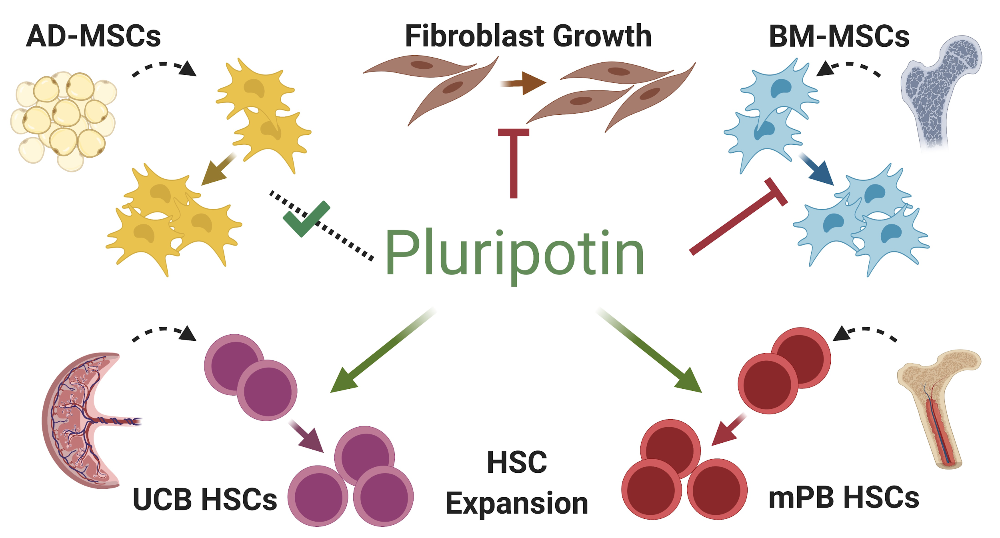 AD-MSCs
Fibroblast Growth
BM-MSCs
Pluripotin
UCB HSCs
HSC
Expansion
mPB HSCs